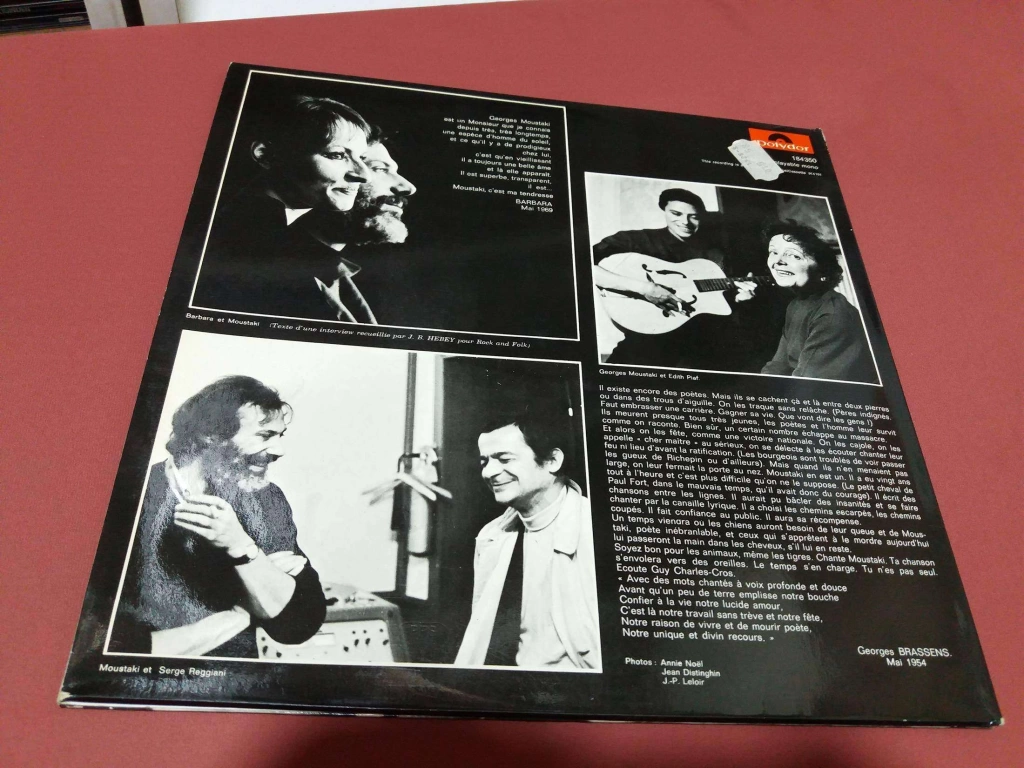 Georges Moustaki
est un Monsieur que je connais
depuis très, très longtemps,
une espèce d'homme du soleil,
et ce qu'il y a de prodigieux
chez lui,
c'est qu'en vieillissant
il a toujours une belle âme
et là elle apparaît.
Il est superbe, transparent,
il est...
Moustaki, c'est ma tendresse
BARBARA
Mai 1969
Barbara et Moustaki (Texte d'une interview recueillie par J. B. HEBEY pour Rock and Folk)
polydor
184350
This recording is playable mono
Georges Moustaki et Edith Piaf
Il existe encore des poètes. Mais ils se cachent çà et là entre deux pierres
ou dans des trous d'aiguille. On les traque sans relâche. (Pères indignés.
Faut embrasser une carrière. Gagner sa vie. Que vont dire les gens !)
Ils meurent presque tous très jeunes, les poètes et l'homme leur survit
comme on raconte. Bien sûr, un certain nombre échappe au massacre.
Et alors on les fête, comme une victoire nationale. On les cajole, on les
appelle « cher maître » au sérieux, on se délecte à les écouter chanter leur
feu ni lieu d'avant la ratification. (Les bourgeois sont troublés de voir passer
les gueux de Richepin ou d'ailleurs). Mais quand ils n'en menaient pas
large, on leur fermait la porte au nez. Moustaki en est un. Il a eu vingt ans
tout à l'heure et c'est plus difficile qu'on ne le suppose. (Le petit cheval de
Paul Fort, dans le mauvais temps, qu'il avait donc du courage). Il écrit des
chansons entre les lignes. Il aurait pu bâcler des insanités et se faire
chanter par la canaille lyrique. Il a choisi les chemins escarpés, les chemins
coupés. Il fait confiance au public. Il aura sa récompense.
Un temps viendra ou les chiens auront besoin de leur queue et de Mous-
taki, poète inébranlable, et ceux qui s'apprêtent à le mordre aujourd'hui
lui passeront la main dans les cheveux, s'il lui en reste.
Soyez bon pour les animaux, même les tigres. Chante Moustaki. Ta chanson
s'envolera vers des oreilles. Le temps s'en charge. Tu n'es pas seul.
Ecoute Guy Charles-Cros.
« Avec des mots chantés à voix profonde et douce
Avant qu'un peu de terre emplisse notre bouche
Confier à la vie notre lucide amour,
C'est là notre travail sans trève et notre fête,
Notre raison de vivre et de mourir poète,
Notre unique et divin recours. »
Georges BRASSENS.
Mai 1954
Photos : Annie Noël
Jean Distinghin
J.-P. Leloir
Moustaki et Serge Reggiani